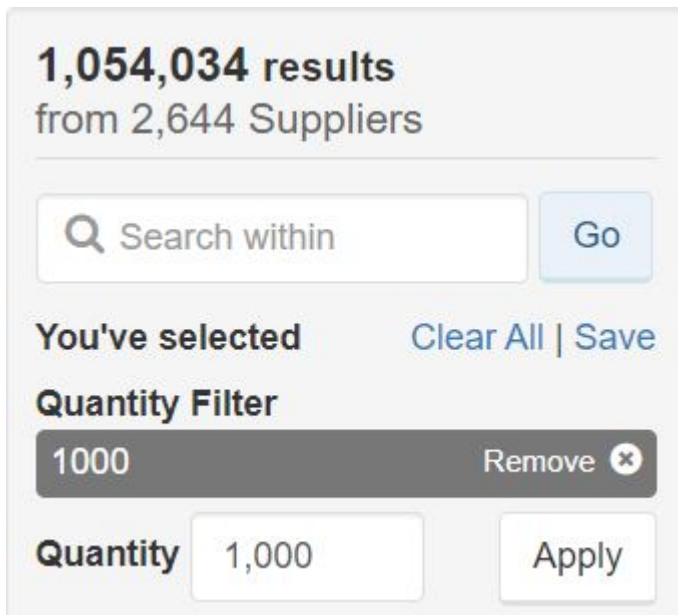 1,054,034 results
from 2,644 Suppliers
Search within Go
You've selected Clear All | Save
Quantity Filter
1000 Remove
Quantity 1,000 Apply